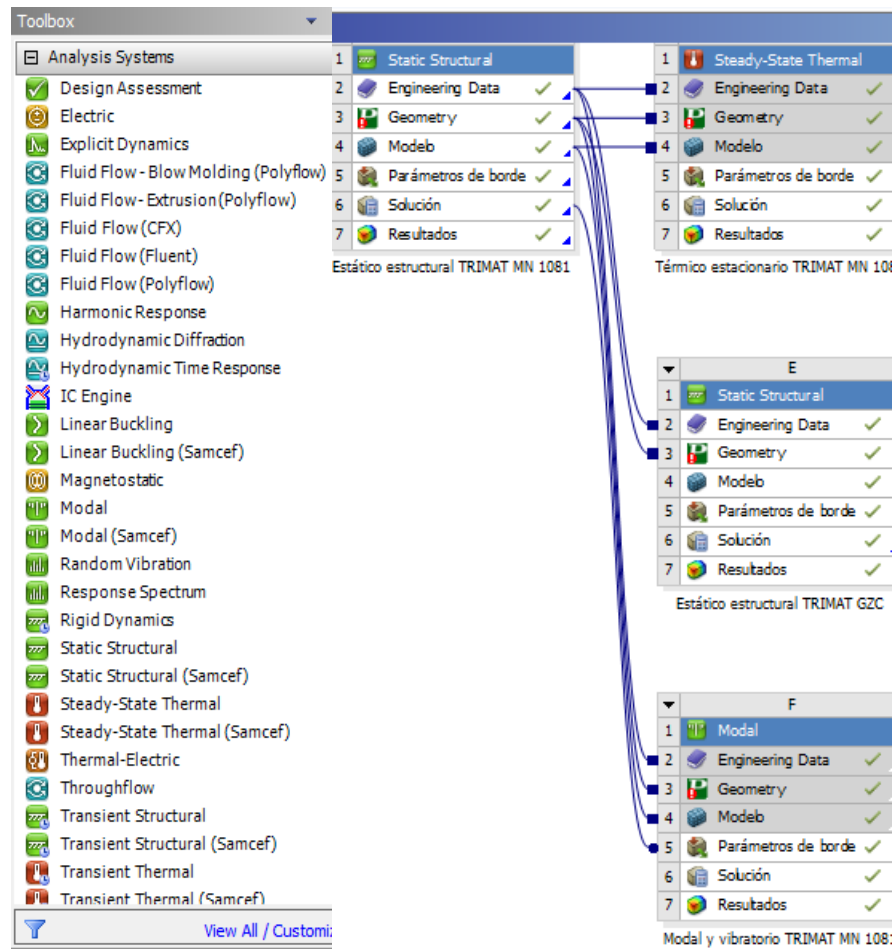 Toolbox
Analysis Systems
Design Assessment
Electric
Explicit Dynamics
Fluid Flow - Blow Molding (Polyflow)
Fluid Flow - Extrusion (Polyflow)
Fluid Flow (CFX)
Fluid Flow (Fluent)
Fluid Flow (Polyflow)
Harmonic Response
Hydrodynamic Diffraction
Hydrodynamic Time Response
IC Engine
Linear Buckling
Linear Buckling (Samcef)
Magnetostatic
Modal
Modal (Samcef)
Random Vibration
Response Spectrum
Rigid Dynamics
Static Structural
Static Structural (Samcef)
Steady-State Thermal
Steady-State Thermal (Samcef)
Thermal-Electric
Throughflow
Transient Structural
Transient Structural (Samcef)
Transient Thermal
Transient Thermal (Samcef)
View All / Customi
1 Static Structural
2 Engineering Data
3 Geometry
4 Modelo
5 Parámetros de borde
6 Solución
7 Resultados
Estático estructural TRIMAT MN 1081
1 Steady-State Thermal
2 Engineering Data
3 Geometry
4 Modelo
5 Parámetros de borde
6 Solución
7 Resultados
Térmico estacionario TRIMAT MN 108
E
1 Static Structural
2 Engineering Data
3 Geometry
4 Modelo
5 Parámetros de borde
6 Solución
7 Resultados
Estático estructural TRIMAT GZC
F
1 Modal
2 Engineering Data
3 Geometry
4 Modelo
5 Parámetros de borde
6 Solución
7 Resultados
Modal y vibratorio TRIMAT MN 1081